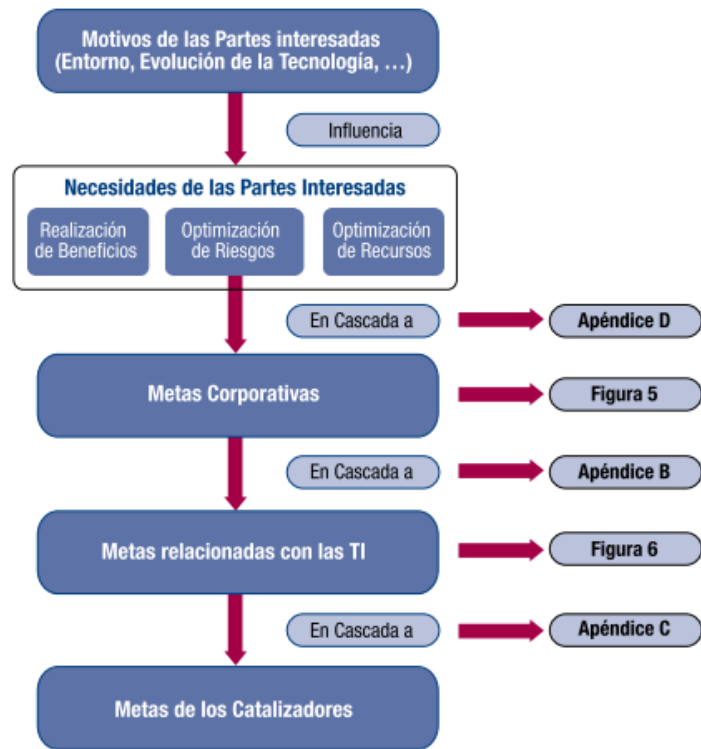 Motivos de las Partes interesadas
(Entorno, Evolución de la Tecnología, …)
Influencia
Necesidades de las Partes Interesadas
Realización
de Beneficios
Optimización
de Riesgos
Optimización
de Recursos
En Cascada a
Apéndice D
Metas Corporativas
Figura 5
En Cascada a
Apéndice B
Metas relacionadas con las TI
Figura 6
En Cascada a
Apéndice C
Metas de los Catalizadores